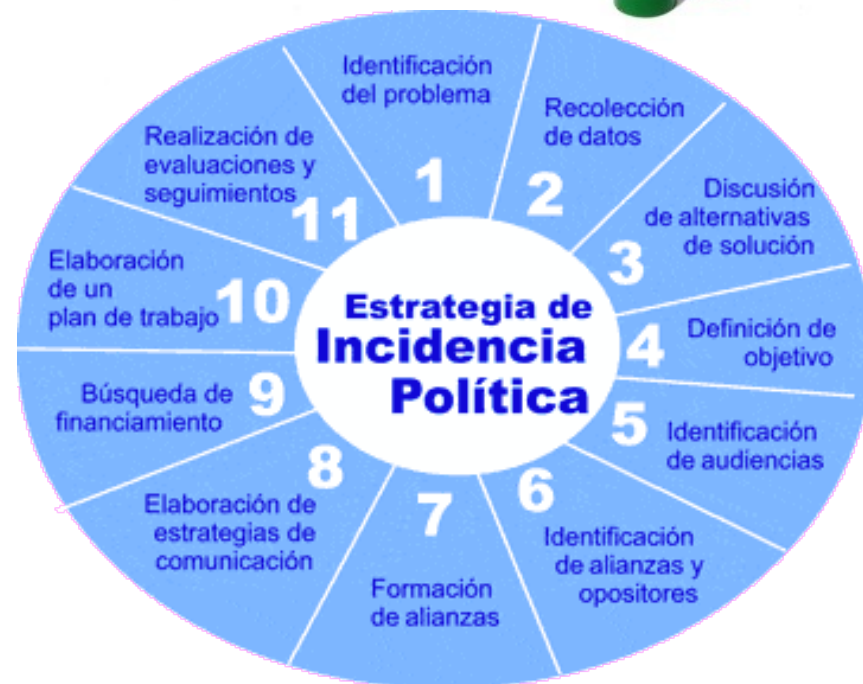 Estrategia de
Incidencia
Política
Identificación
del problema
1
Recolección
de datos
2
Discusión
de alternativas
de solución
3
Definición de
objetivo
4
Identificación
de audiencias
5
Identificación
de alianzas y
opositores
6
Formación
de alianzas
7
Elaboración de
estrategias de
comunicación
8
Búsqueda de
financiamiento
9
Elaboración
de un
plan de trabajo
10
Realización de
evaluaciones y
seguimientos
11